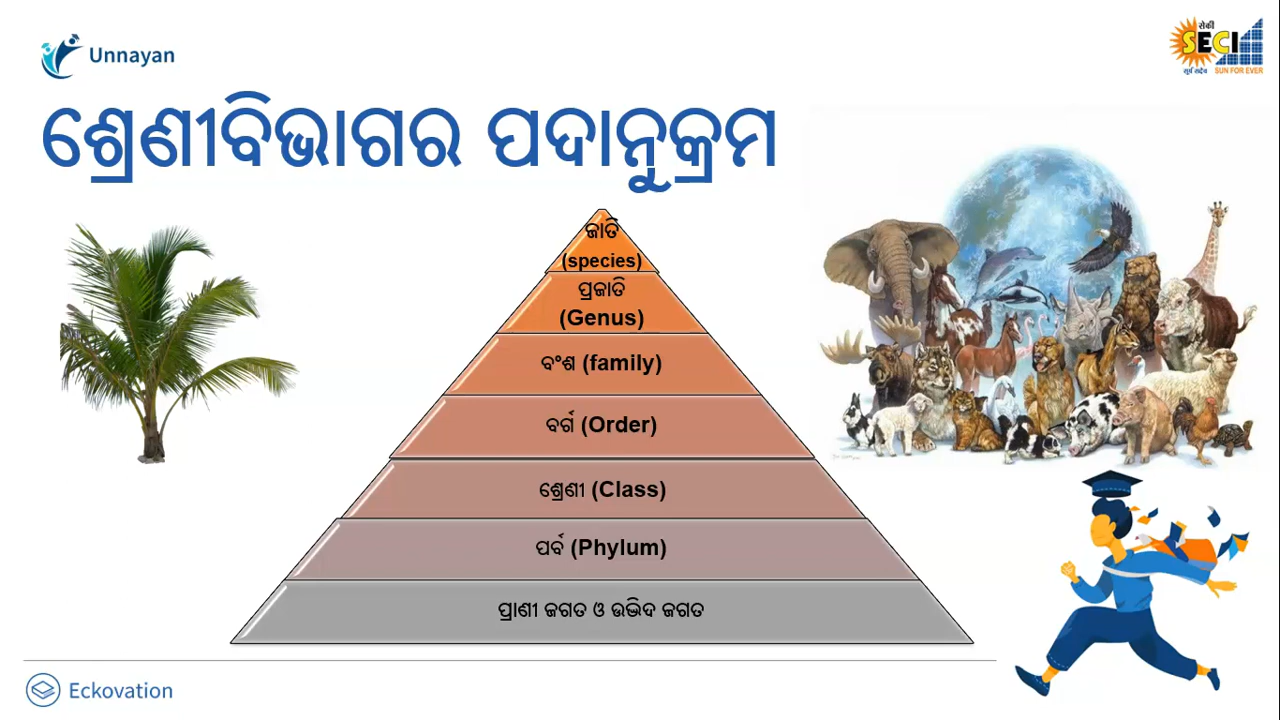 Unnayan
सेकी
SECI
सूर्य सदैव SUN FOR EVER
ଶ୍ରେଣୀବିଭାଗର ପଦାନୁକ୍ରମ
ଜାତି
(species)
ପ୍ରଜାତି
(Genus)
ବଂଶ (family)
ବର୍ଗ (Order)
ଶ୍ରେଣୀ (Class)
ପର୍ବ (Phylum)
ପ୍ରାଣୀ ଜଗତ ଓ ଉଦ୍ଭିଦ ଜଗତ
Eckovation